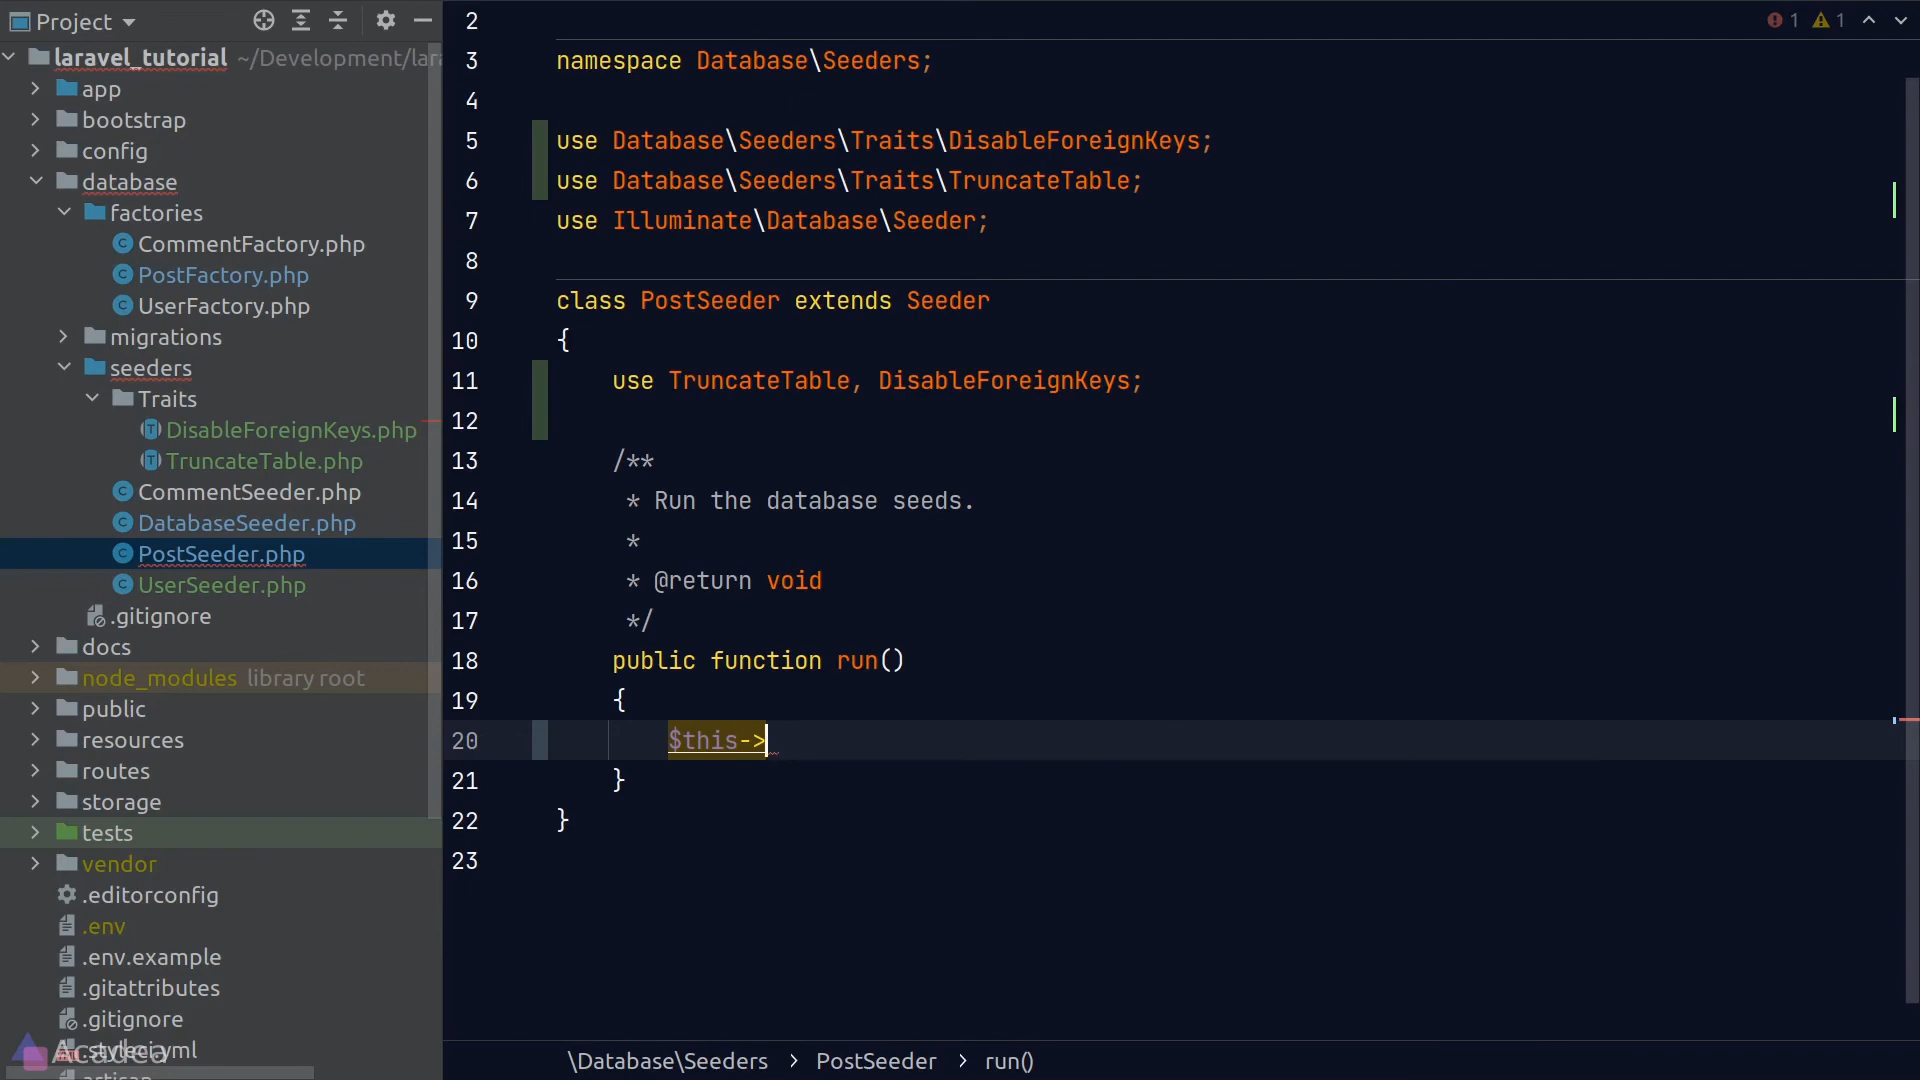 Project
laravel_tutorial ~/Development/lar
app
bootstrap
config
database
factories
CommentFactory.php
PostFactory.php
UserFactory.php
migrations
seeders
Traits
DisableForeignKeys.php
TruncateTable.php
CommentSeeder.php
DatabaseSeeder.php
PostSeeder.php
UserSeeder.php
.gitignore
docs
node_modules library root
public
resources
routes
storage
tests
vendor
.editorconfig
.env
.env.example
.gitattributes
.gitignore
.styleci.yml
Acadea
artisan
1 1
2
3 namespace Database\Seeders;
4
5 use Database\Seeders\Traits\DisableForeignKeys;
6 use Database\Seeders\Traits\TruncateTable;
7 use Illuminate\Database\Seeder;
8
9 class PostSeeder extends Seeder
10 {
11 use TruncateTable, DisableForeignKeys;
12
13 /**
14 * Run the database seeds.
15 *
16 * @return void
17 */
18 public function run()
19 {
20 $this->
21 }
22 }
23
\Database\Seeders > PostSeeder > run()